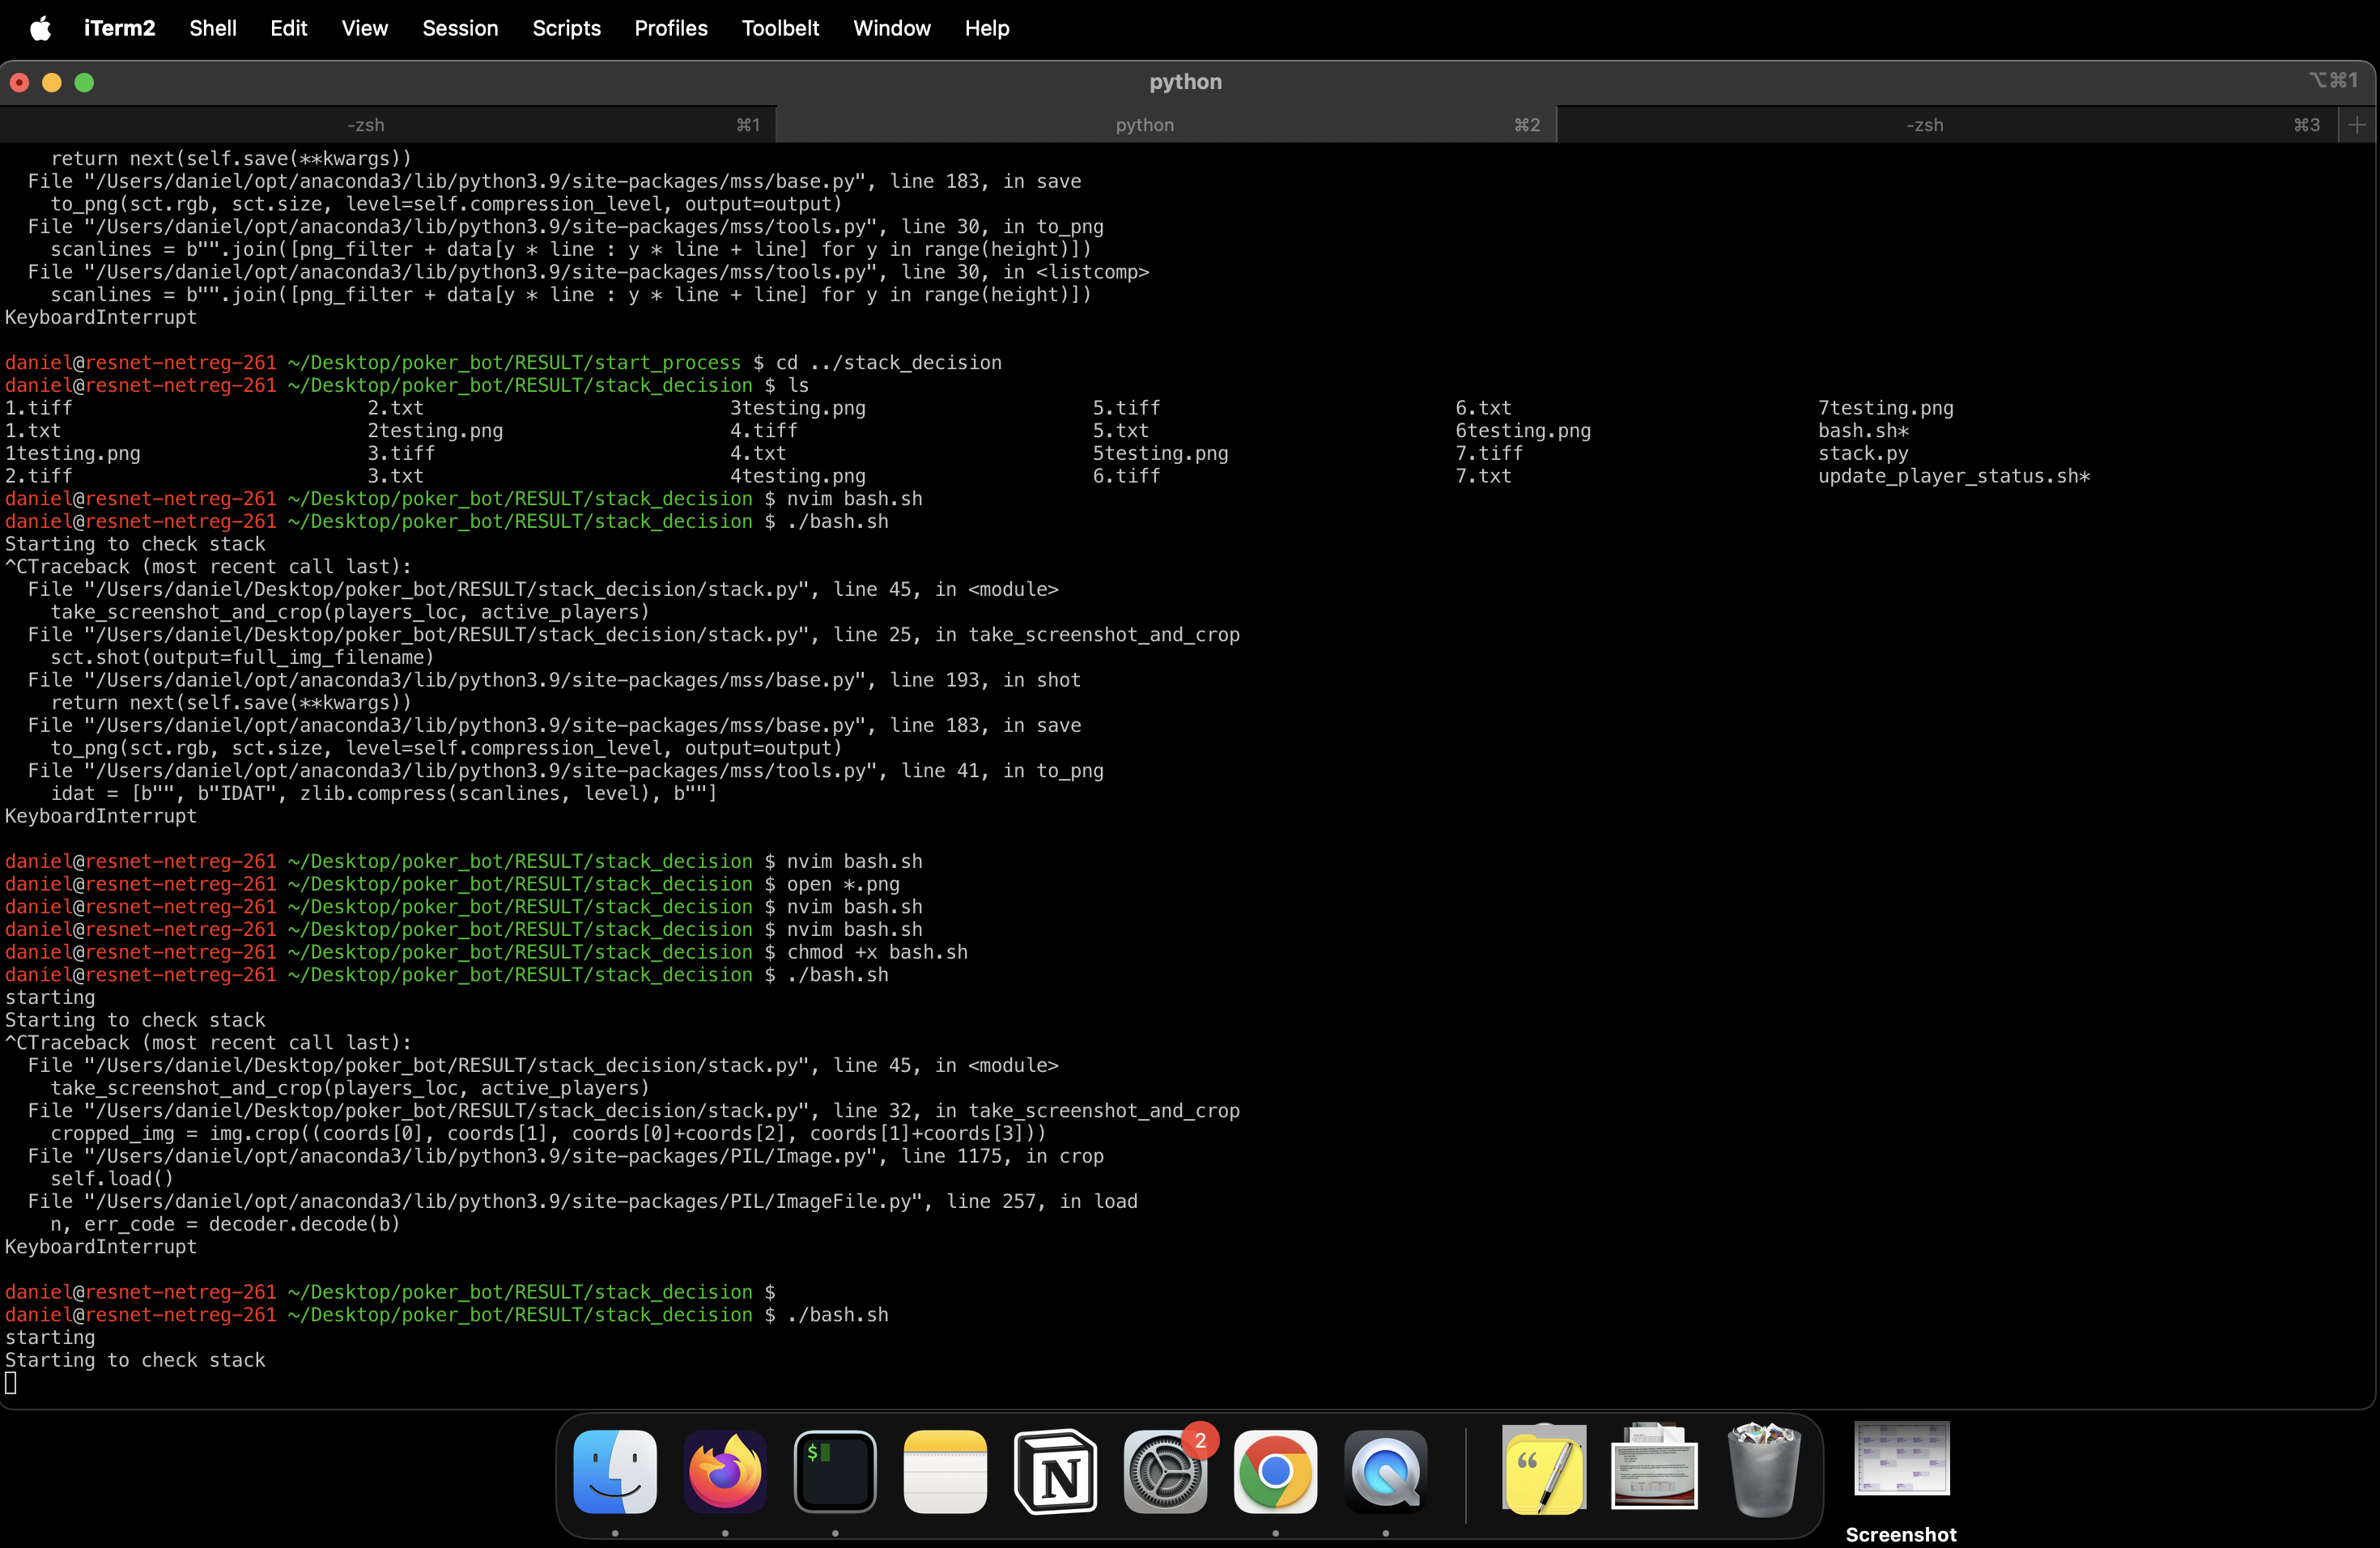 iTerm2 Shell Edit View Session Scripts Profiles Toolbelt Window Help
python ⌥⌘1
-zsh ⌘1 python ⌘2 -zsh ⌘3
    return next(self.save(**kwargs))
  File "/Users/daniel/opt/anaconda3/lib/python3.9/site-packages/mss/base.py", line 183, in save
    to_png(sct.rgb, sct.size, level=self.compression_level, output=output)
  File "/Users/daniel/opt/anaconda3/lib/python3.9/site-packages/mss/tools.py", line 30, in to_png
    scanlines = b"".join([png_filter + data[y * line : y * line + line] for y in range(height)])
  File "/Users/daniel/opt/anaconda3/lib/python3.9/site-packages/mss/tools.py", line 30, in <listcomp>
    scanlines = b"".join([png_filter + data[y * line : y * line + line] for y in range(height)])
KeyboardInterrupt
daniel@resnet-netreg-261 ~/Desktop/poker_bot/RESULT/start_process $ cd ../stack_decision
daniel@resnet-netreg-261 ~/Desktop/poker_bot/RESULT/stack_decision $ ls
1.tiff 2.txt 3testing.png 5.tiff 6.txt 7testing.png
1.txt 2testing.png 4.tiff 5.txt 6testing.png bash.sh*
1testing.png 3.tiff 4.txt 5testing.png 7.tiff stack.py
2.tiff 3.txt 4testing.png 6.tiff 7.txt update_player_status.sh*
daniel@resnet-netreg-261 ~/Desktop/poker_bot/RESULT/stack_decision $ nvim bash.sh
daniel@resnet-netreg-261 ~/Desktop/poker_bot/RESULT/stack_decision $ ./bash.sh
Starting to check stack
^CTraceback (most recent call last):
  File "/Users/daniel/Desktop/poker_bot/RESULT/stack_decision/stack.py", line 45, in <module>
    take_screenshot_and_crop(players_loc, active_players)
  File "/Users/daniel/Desktop/poker_bot/RESULT/stack_decision/stack.py", line 25, in take_screenshot_and_crop
    sct.shot(output=full_img_filename)
  File "/Users/daniel/opt/anaconda3/lib/python3.9/site-packages/mss/base.py", line 193, in shot
    return next(self.save(**kwargs))
  File "/Users/daniel/opt/anaconda3/lib/python3.9/site-packages/mss/base.py", line 183, in save
    to_png(sct.rgb, sct.size, level=self.compression_level, output=output)
  File "/Users/daniel/opt/anaconda3/lib/python3.9/site-packages/mss/tools.py", line 41, in to_png
    idat = [b"", b"IDAT", zlib.compress(scanlines, level), b""]
KeyboardInterrupt
daniel@resnet-netreg-261 ~/Desktop/poker_bot/RESULT/stack_decision $ nvim bash.sh
daniel@resnet-netreg-261 ~/Desktop/poker_bot/RESULT/stack_decision $ open *.png
daniel@resnet-netreg-261 ~/Desktop/poker_bot/RESULT/stack_decision $ nvim bash.sh
daniel@resnet-netreg-261 ~/Desktop/poker_bot/RESULT/stack_decision $ nvim bash.sh
daniel@resnet-netreg-261 ~/Desktop/poker_bot/RESULT/stack_decision $ chmod +x bash.sh
daniel@resnet-netreg-261 ~/Desktop/poker_bot/RESULT/stack_decision $ ./bash.sh
starting
Starting to check stack
^CTraceback (most recent call last):
  File "/Users/daniel/Desktop/poker_bot/RESULT/stack_decision/stack.py", line 45, in <module>
    take_screenshot_and_crop(players_loc, active_players)
  File "/Users/daniel/Desktop/poker_bot/RESULT/stack_decision/stack.py", line 32, in take_screenshot_and_crop
    cropped_img = img.crop((coords[0], coords[1], coords[0]+coords[2], coords[1]+coords[3]))
  File "/Users/daniel/opt/anaconda3/lib/python3.9/site-packages/PIL/Image.py", line 1175, in crop
    self.load()
  File "/Users/daniel/opt/anaconda3/lib/python3.9/site-packages/PIL/ImageFile.py", line 257, in load
    n, err_code = decoder.decode(b)
KeyboardInterrupt
daniel@resnet-netreg-261 ~/Desktop/poker_bot/RESULT/stack_decision $
daniel@resnet-netreg-261 ~/Desktop/poker_bot/RESULT/stack_decision $ ./bash.sh
starting
Starting to check stack
$ N 2
Screenshot